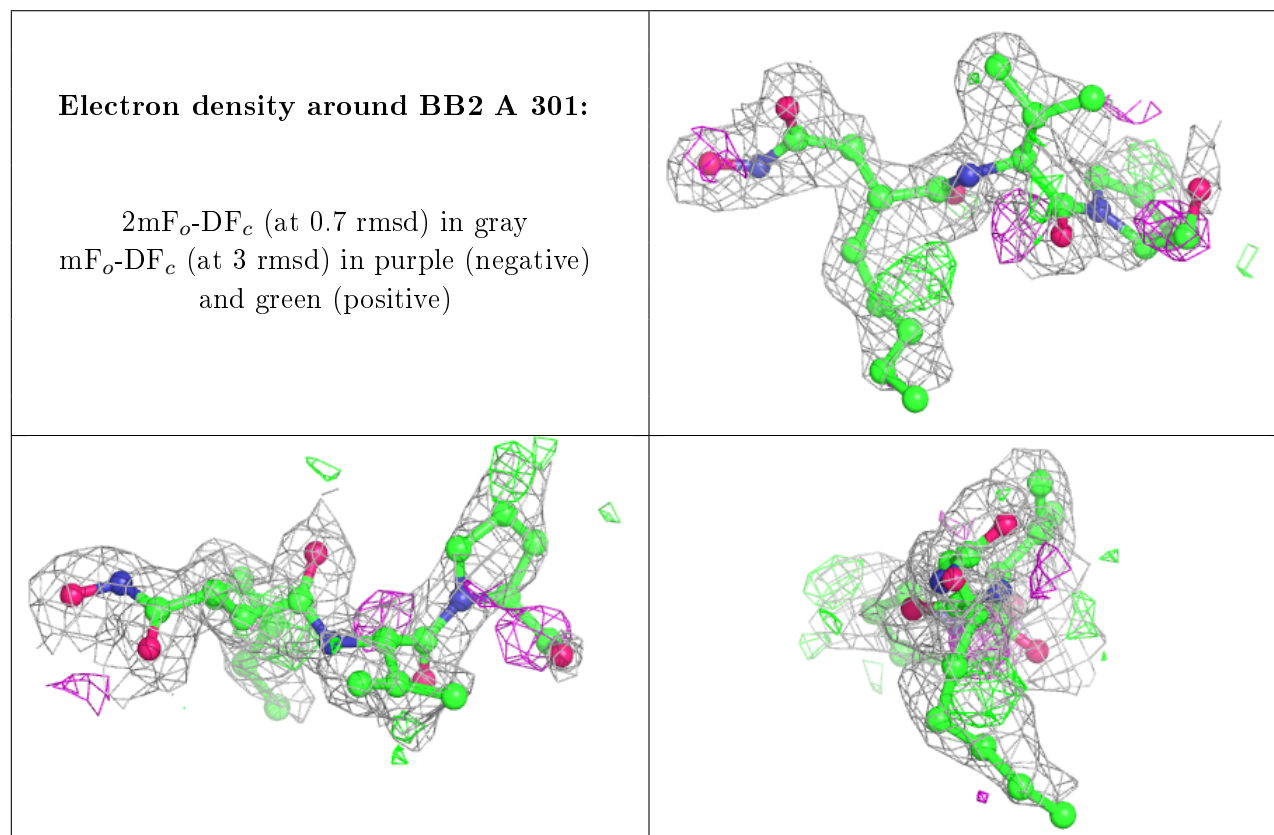 Electron density around BB2 A 301:
2mFo-DFc (at 0.7 rmsd) in gray
mFo-DFc (at 3 rmsd) in purple (negative)
and green (positive)